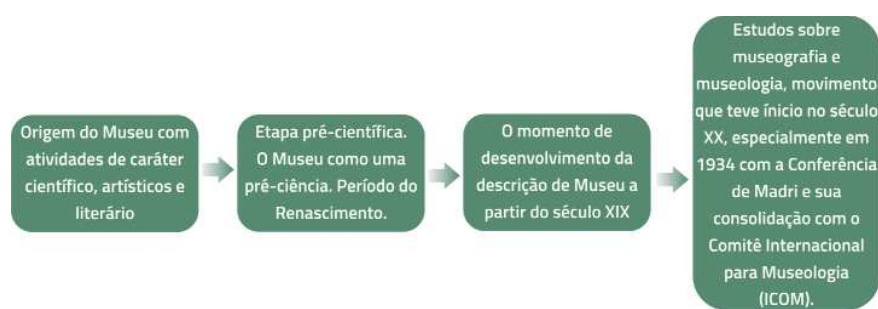 Origem do Museu com
atividades de caráter
científico, artísticos e
literário
Etapa pré-científica.
O Museu como uma
pré-ciência. Período do
Renascimento.
O momento de
desenvolvimento da
descrição de Museu a
partir do século XIX
Estudos sobre
museografia e
museologia, movimento
que teve ínicio no século
XX, especialmente em
1934 com a Conferência
de Madri e sua
consolidação com o
Comitê Internacional
para Museologia
(ICOM).